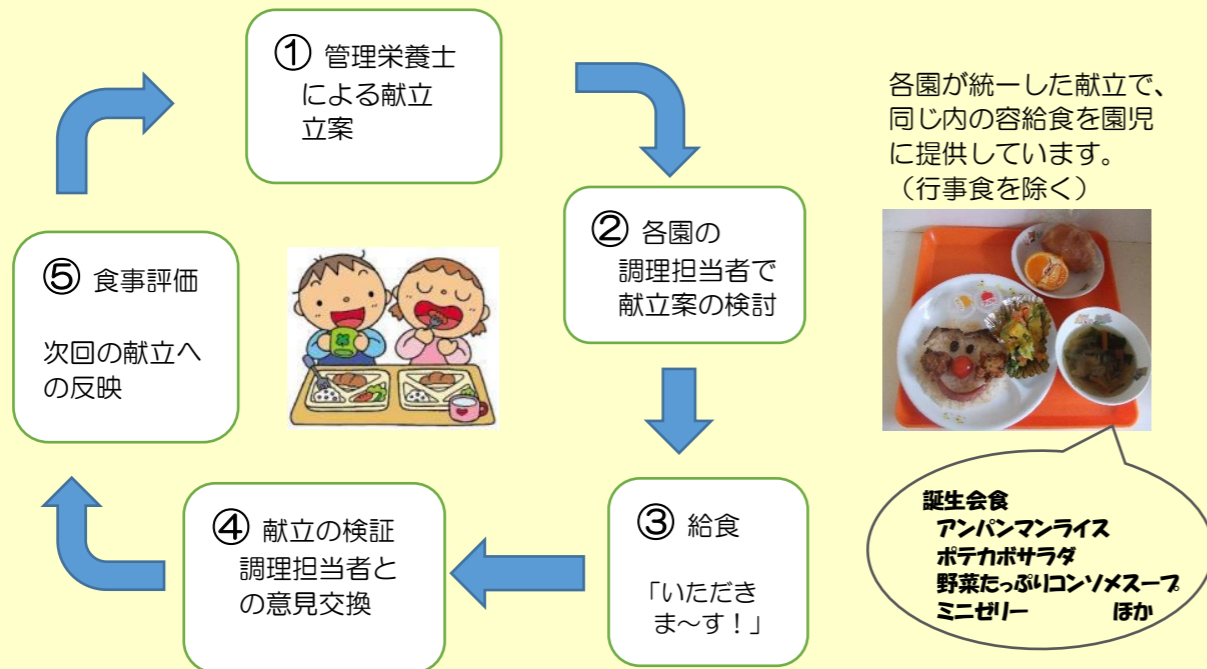 ① 管理栄養士
による献立
立案
② 各園の
調理担当者で
献立案の検討
③ 給食
「いただき
ま～す！」
④ 献立の検証
調理担当者と
の意見交換
⑤ 食事評価
次回の献立へ
の反映
各園が統一した献立で、
同じ内の容給食を園児
に提供しています。
（行事食を除く）
誕生会食
アンパンマンライス
ポテカボサラダ
野菜たっぷりコンソメスープ
ミニゼリー　　　ほか